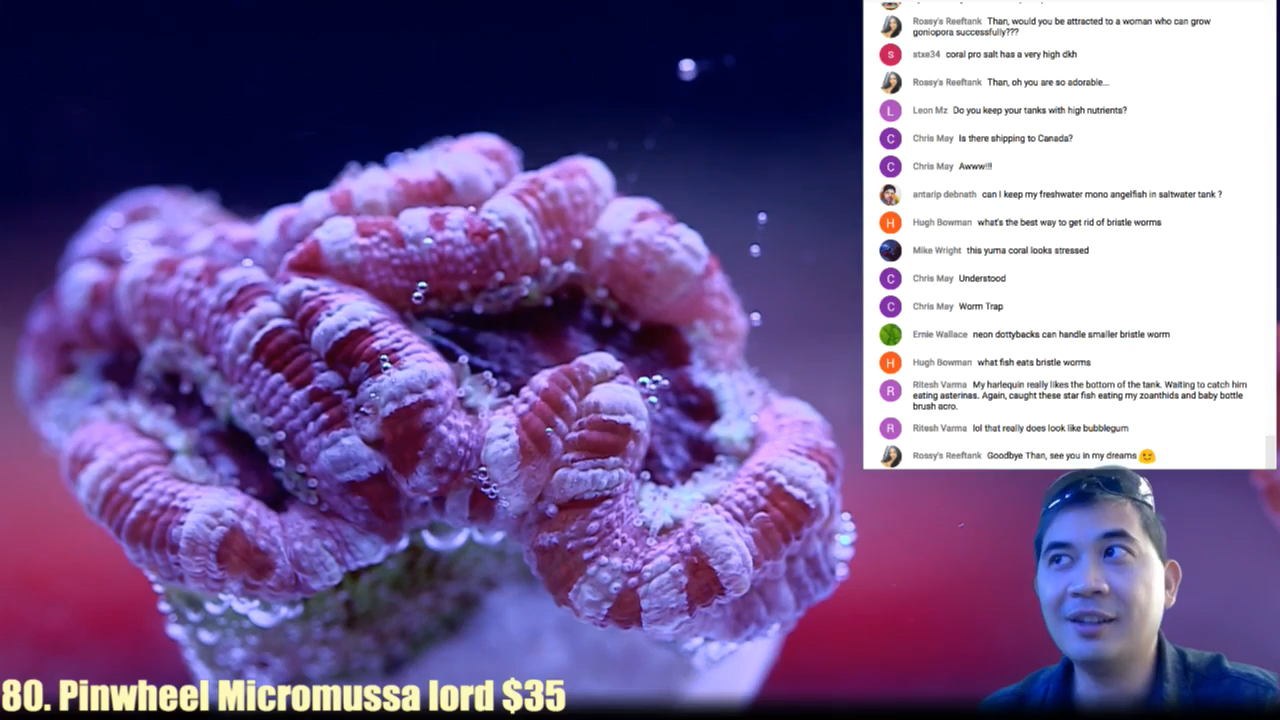 Rossy's Reeftank Than, would you be attracted to a woman who can grow
goniopora successfully???
S
stxe34 coral pro salt has a very high dkh
Rossy's Reeftank Than, oh you are so adorable...
L
Leon Mz Do you keep your tanks with high nutrients?
C
Chris May Is there shipping to Canada?
C
Chris May Awww!!!
antarip debnath can I keep my freshwater mono angelfish in saltwater tank ?
H
Hugh Bowman what's the best way to get rid of bristle worms
Mike Wright this yuma coral looks stressed
C
Chris May Understood
C
Chris May Worm Trap
Ernie Wallace neon dottybacks can handle smaller bristle worm
H
Hugh Bowman what fish eats bristle worms
R
Ritesh Varma My harlequin really likes the bottom of the tank. Waiting to catch him
eating asterinas. Again, caught these star fish eating my zoanthids and baby bottle
brush acro.
R
Ritesh Varma lol that really does look like bubblegum
Rossy's Reeftank Goodbye Than, see you in my dreams
80. Pinwheel Micromussa lord $35